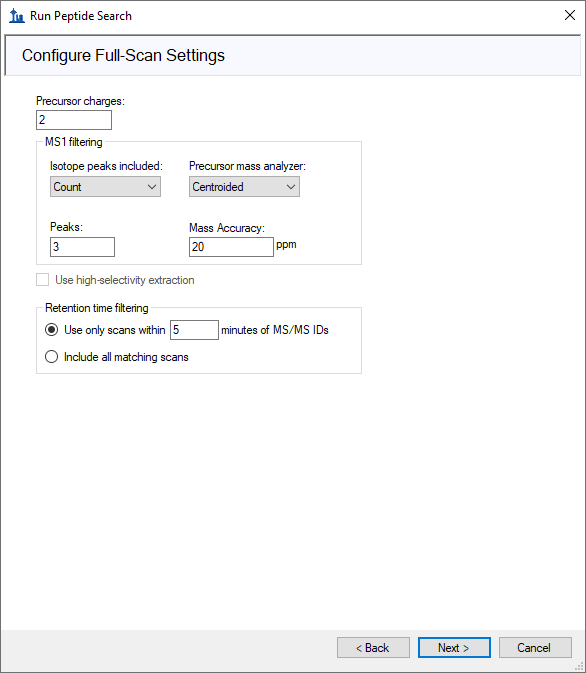 Run Peptide Search
Configure Full-Scan Settings
Precursor charges:
2
MS1 filtering
Isotope peaks included: Precursor mass analyzer:
Count Centroided
Peaks: Mass Accuracy:
3 20 ppm
Use high-selectivity extraction
Retention time filtering
Use only scans within 5 minutes of MS/MS IDs
Include all matching scans
< Back Next > Cancel